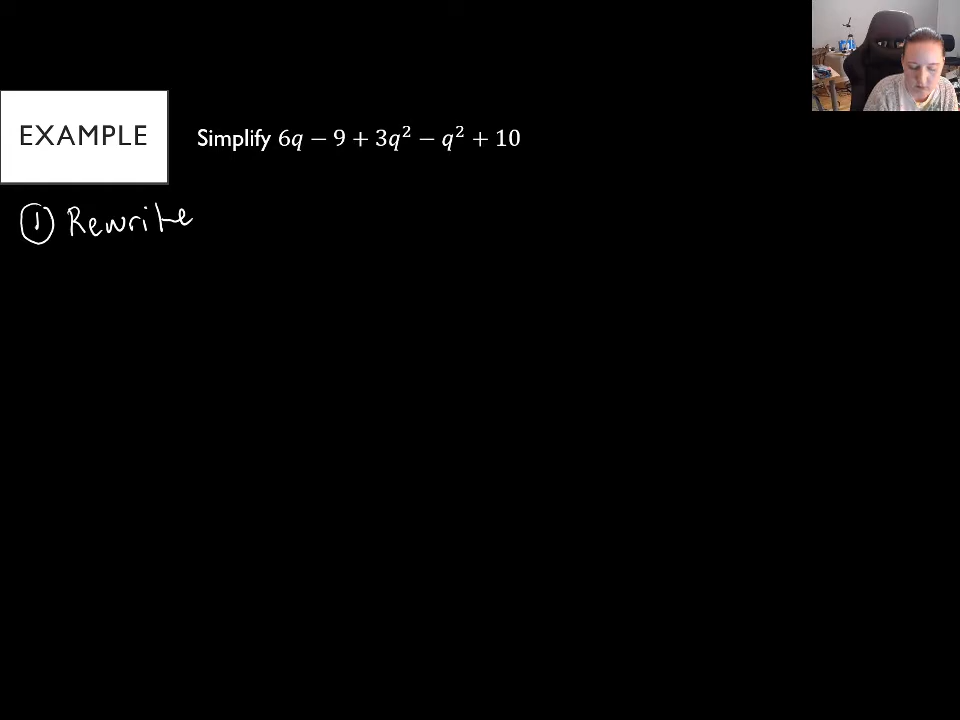 EXAMPLE
Simplify 6q − 9 + 3q² − q² + 10
① Rewrite